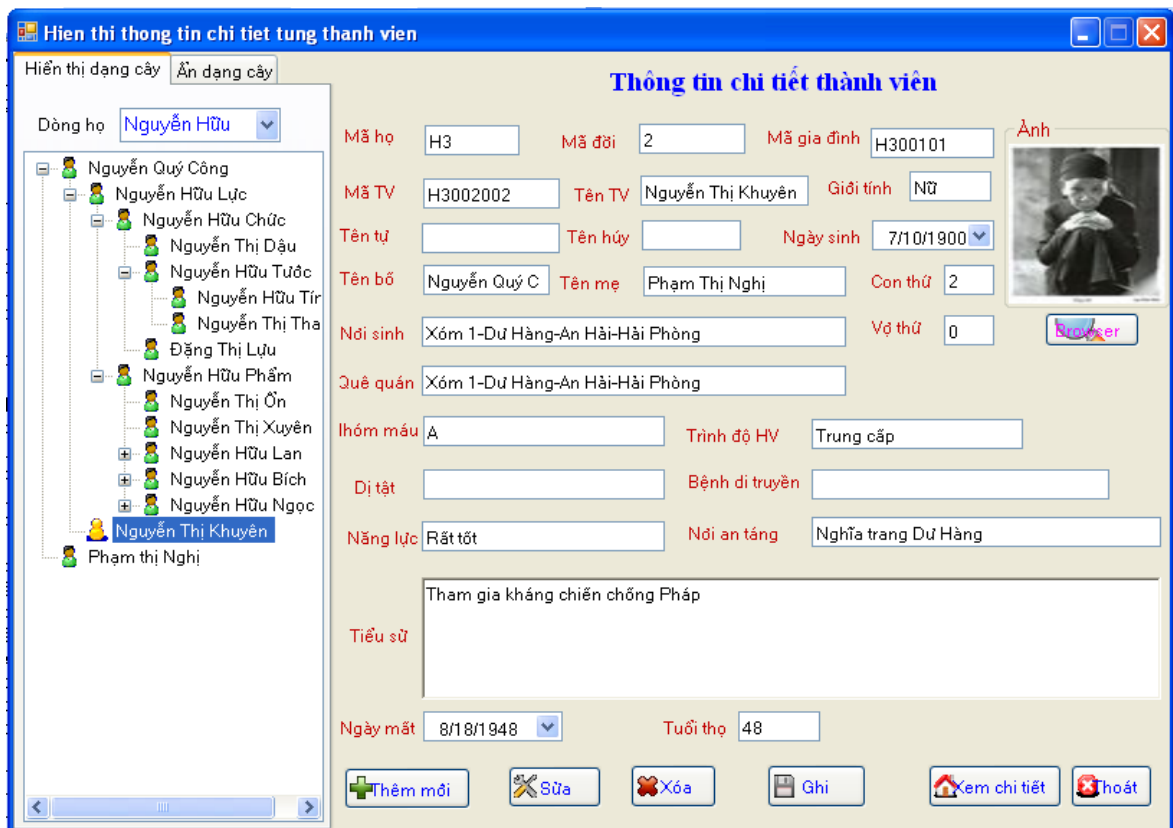 Hien thi thong tin chi tiet tung thanh vien
Hiển thị dạng cây Ẩn dạng cây
Dòng họ Nguyễn Hữu
Nguyễn Quý Công
Nguyễn Hữu Lực
Nguyễn Hữu Chức
Nguyễn Thị Dậu
Nguyễn Hữu Tước
Nguyễn Hữu Tír
Nguyễn Thị Tha
Đặng Thị Lựu
Nguyễn Hữu Phẩm
Nguyễn Thị Ổn
Nguyễn Thị Xuyên
Nguyễn Hữu Lan
Nguyễn Hữu Bích
Nguyễn Hữu Ngọc
Nguyễn Thị Khuyên
Phạm thị Nghị
Thông tin chi tiết thành viên
Mã họ H3 Mã đời 2 Mã gia đình H300101 Ảnh
Mã TV H3002002 Tên TV Nguyễn Thị Khuyên Giới tính Nữ
Tên tự Tên húy Ngày sinh 7/10/1900
Tên bố Nguyễn Quý C Tên mẹ Phạm Thị Nghị Con thứ 2
Nơi sinh Xóm 1-Dư Hàng-An Hải-Hải Phòng Vợ thứ 0 Browser
Quê quán Xóm 1-Dư Hàng-An Hải-Hải Phòng
lhóm máu A Trình độ HV Trung cấp
Dị tật Bệnh di truyền
Năng lực Rất tốt Nơi an táng Nghĩa trang Dư Hàng
Tiểu sử Tham gia kháng chiến chống Pháp
Ngày mất 8/18/1948 Tuổi thọ 48
Thêm mới Sửa Xóa Ghi Xem chi tiết Thoát